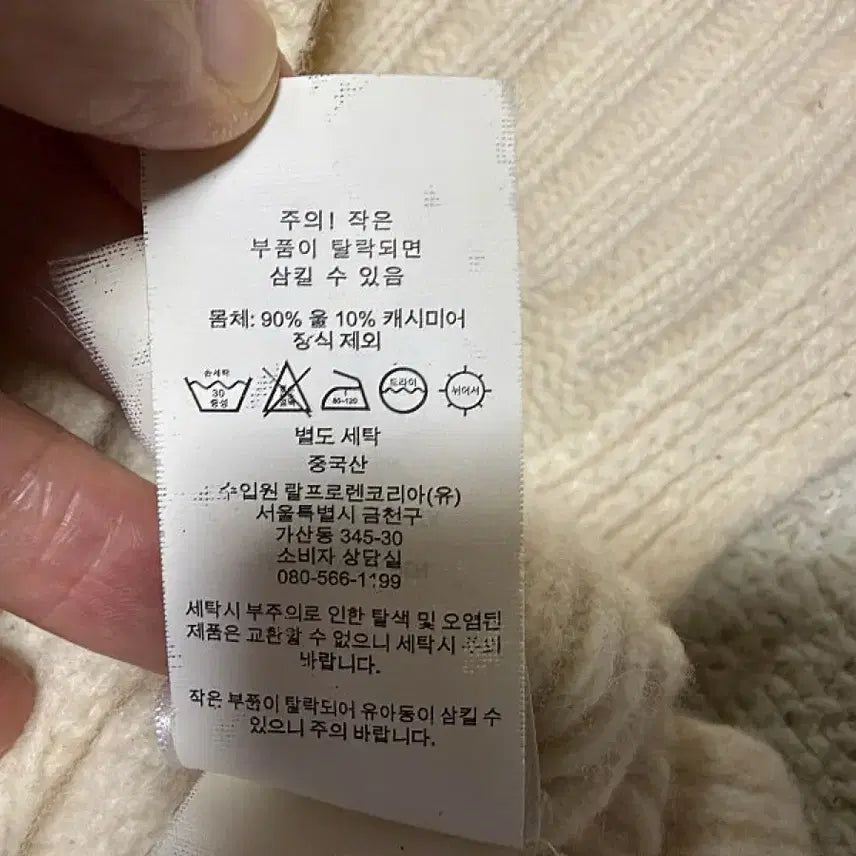 주의! 작은
부품이 탈락되면
삼킬 수 있음
몸체: 90% 울 10% 캐시미어
장식 제외
손세탁
30
중성
80-120
드라이
뉘어서
별도 세탁
중국산
수입원 랄프로렌코리아(유)
서울특별시 금천구
가산동 345-30
소비자 상담실
080-566-1199
세탁시 부주의로 인한 탈색 및 오염된
제품은 교환할 수 없으니 세탁시
바랍니다.
작은 부품이 탈락되어 유아동이 삼킬 수
있으니 주의 바랍니다.